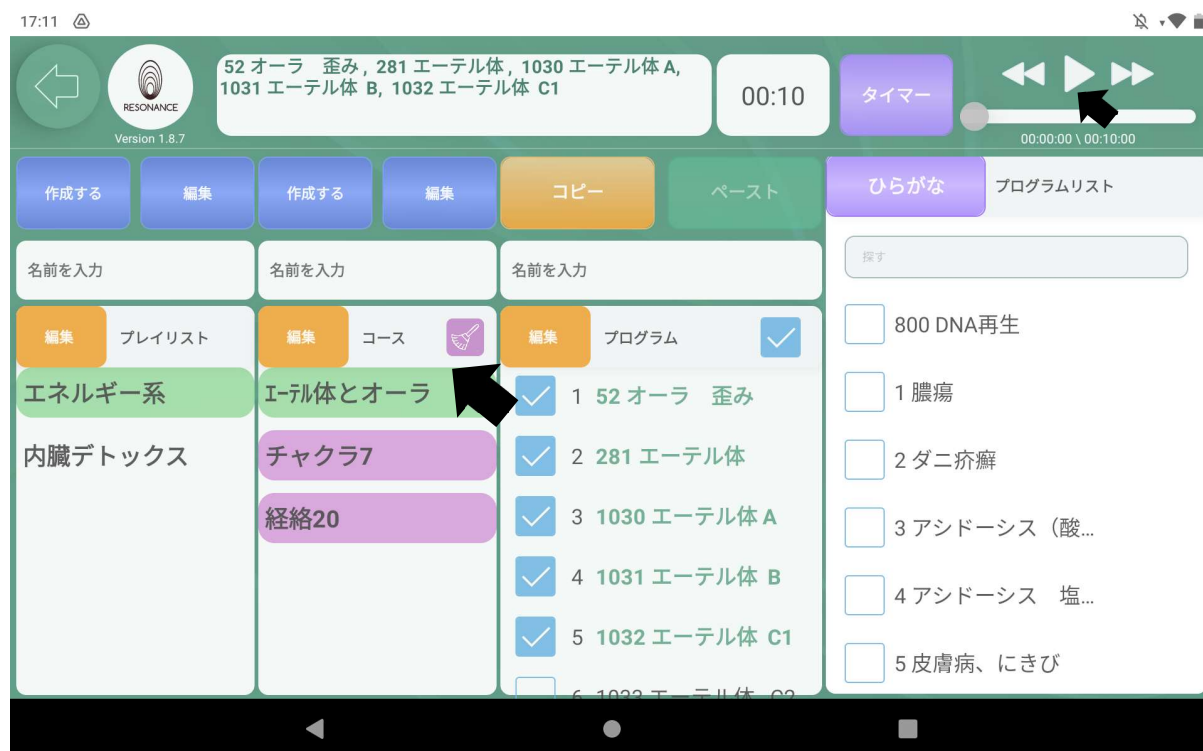 17:11
RESONANCE
Version 1.8.7
52 オーラ　歪み , 281 エーテル体 , 1030 エーテル体 A,
1031 エーテル体 B, 1032 エーテル体 C1
00:10
タイマー
00:00:00 \ 00:10:00
作成する
編集
作成する
編集
コピー
ペースト
ひらがな
プログラムリスト
名前を入力
名前を入力
名前を入力
探す
編集
プレイリスト
編集
コース
編集
プログラム
エネルギー系
内臓デトックス
ｴｰﾃﾙ体とオーラ
チャクラ7
経絡20
1 52 オーラ　歪み
2 281 エーテル体
3 1030 エーテル体 A
4 1031 エーテル体 B
5 1032 エーテル体 C1
6 1033 エーテル体 C2
800 DNA再生
1 膿瘍
2 ダニ疥癬
3 アシドーシス（酸...
4 アシドーシス　塩...
5 皮膚病、にきび